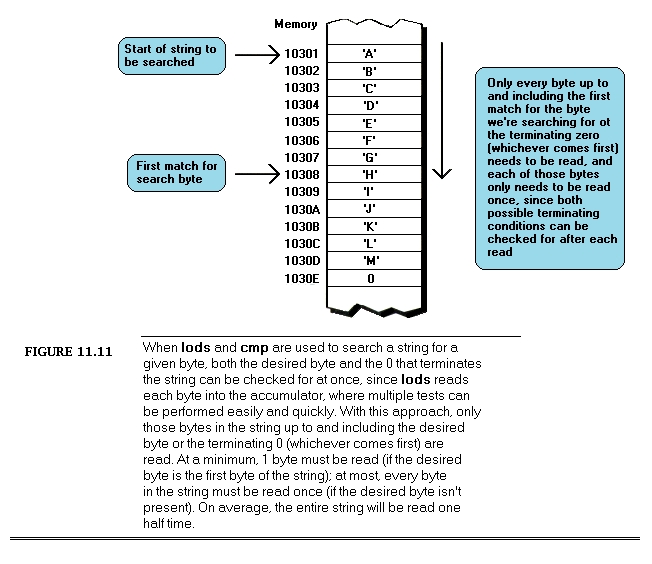 Memory
Start of string to
be searched
10301 'A'
10302 'B'
10303 'C'
10304 'D'
10305 'E'
10306 'F'
10307 'G'
First match for
search byte
10308 'H'
10309 'I'
1030A 'J'
1030B 'K'
1030C 'L'
1030D 'M'
1030E 0
Only every byte up to
and including the first
match for the byte
we're searching for ot
the terminating zero
(whichever comes first)
needs to be read, and
each of those bytes
only needs to be read
once, since both
possible terminating
conditions can be
checked for after each
read
FIGURE 11.11
When lods and cmp are used to search a string for a
given byte, both the desired byte and the 0 that terminates
the string can be checked for at once, since lods reads
each byte into the accumulator, where multiple tests can
be performed easily and quickly. With this approach, only
those bytes in the string up to and including the desired
byte or the terminating 0 (whichever comes first) are
read. At a minimum, 1 byte must be read (if the desired
byte is the first byte of the string); at most, every byte
in the string must be read once (if the desired byte isn't
present). On average, the entire string will be read one
half time.